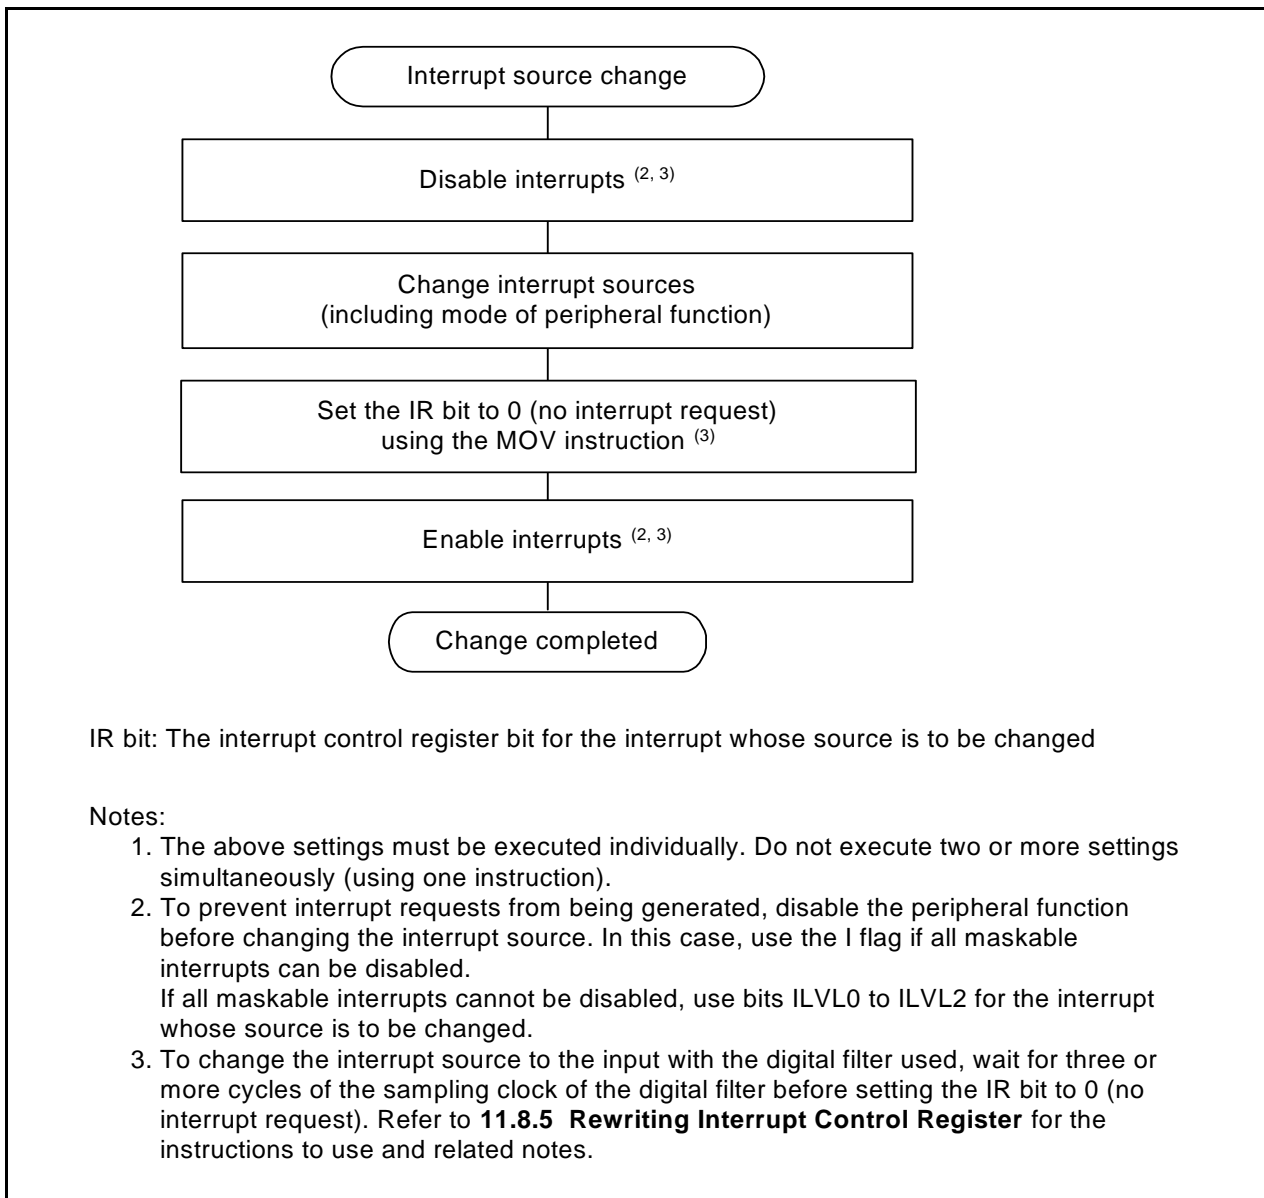 Interrupt source change
Disable interrupts (2, 3)
Change interrupt sources
(including mode of peripheral function)
Set the IR bit to 0 (no interrupt request)
using the MOV instruction (3)
Enable interrupts (2, 3)
Change completed
IR bit: The interrupt control register bit for the interrupt whose source is to be changed
Notes:
1. The above settings must be executed individually. Do not execute two or more settings
simultaneously (using one instruction).
2. To prevent interrupt requests from being generated, disable the peripheral function
before changing the interrupt source. In this case, use the I flag if all maskable
interrupts can be disabled.
If all maskable interrupts cannot be disabled, use bits ILVL0 to ILVL2 for the interrupt
whose source is to be changed.
3. To change the interrupt source to the input with the digital filter used, wait for three or
more cycles of the sampling clock of the digital filter before setting the IR bit to 0 (no
interrupt request). Refer to 11.8.5 Rewriting Interrupt Control Register for the
instructions to use and related notes.